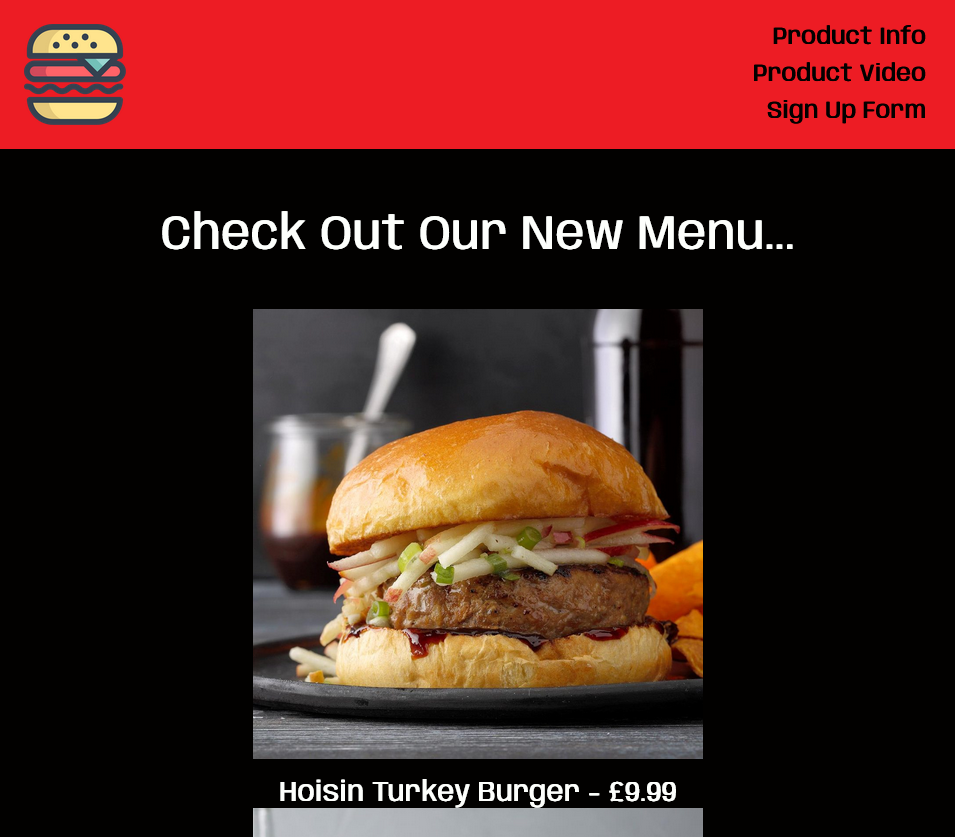 Product Info
Product Video
Sign Up Form
Check Out Our New Menu...
Hoisin Turkey Burger - £9.99